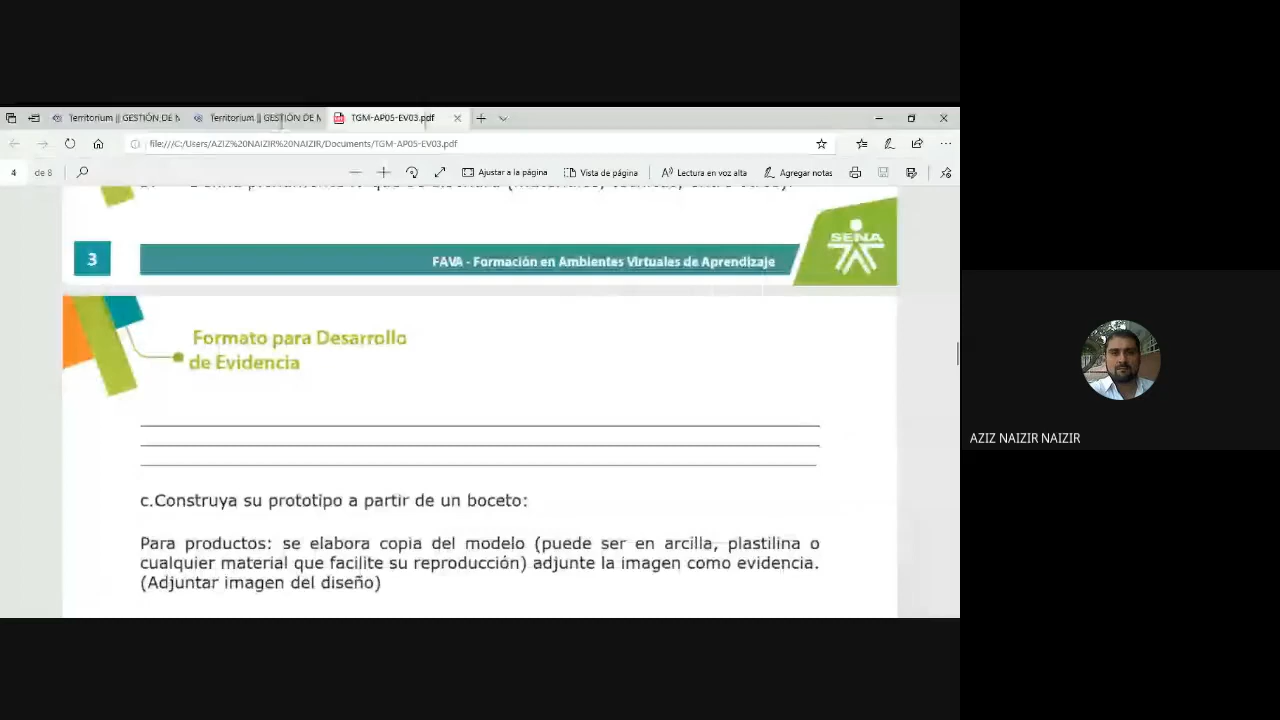 Territorium || GESTIÓN DE N
Territorium || GESTIÓN DE N
TGM-AP05-EV03.pdf
file:///C:/Users/AZIZ%20NAIZIR%20NAIZIR/Documents/TGM-AP05-EV03.pdf
4 de 8
Ajustar a la página
Vista de página
Lectura en voz alta
Agregar notas
3
FAVA - Formación en Ambientes Virtuales de Aprendizaje
SENA
Formato para Desarrollo
de Evidencia
c.Construya su prototipo a partir de un boceto:
Para productos: se elabora copia del modelo (puede ser en arcilla, plastilina o
cualquier material que facilite su reproducción) adjunte la imagen como evidencia.
(Adjuntar imagen del diseño)
AZIZ NAIZIR NAIZIR